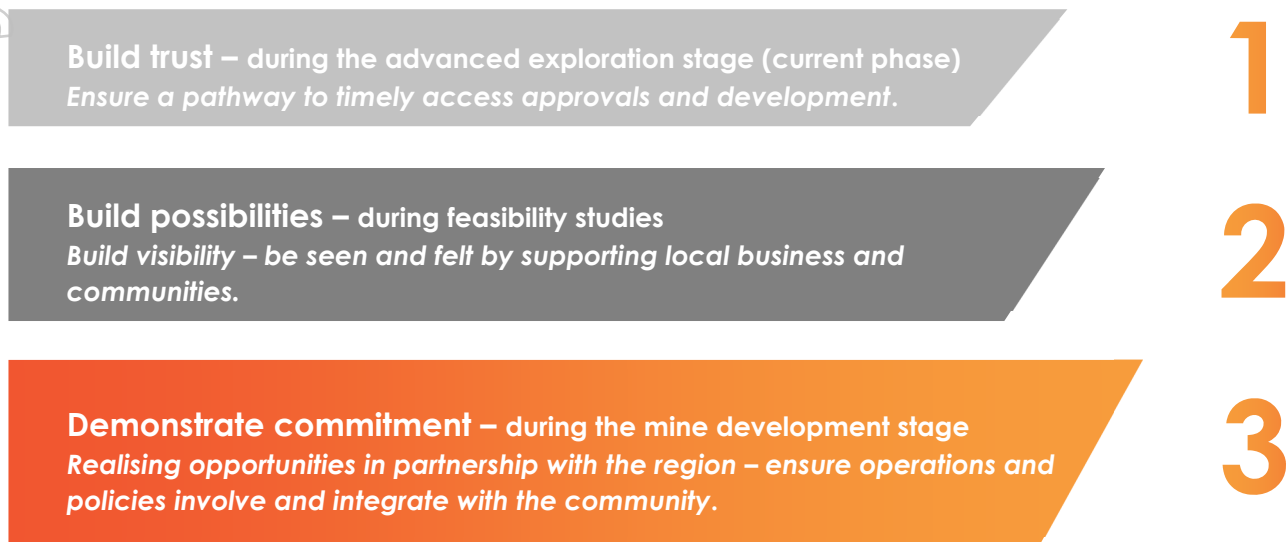 Build trust – during the advanced exploration stage (current phase)
Ensure a pathway to timely access approvals and development.
1
Build possibilities – during feasibility studies
Build visibility – be seen and felt by supporting local business and
communities.
2
Demonstrate commitment – during the mine development stage
Realising opportunities in partnership with the region – ensure operations and
policies involve and integrate with the community.
3